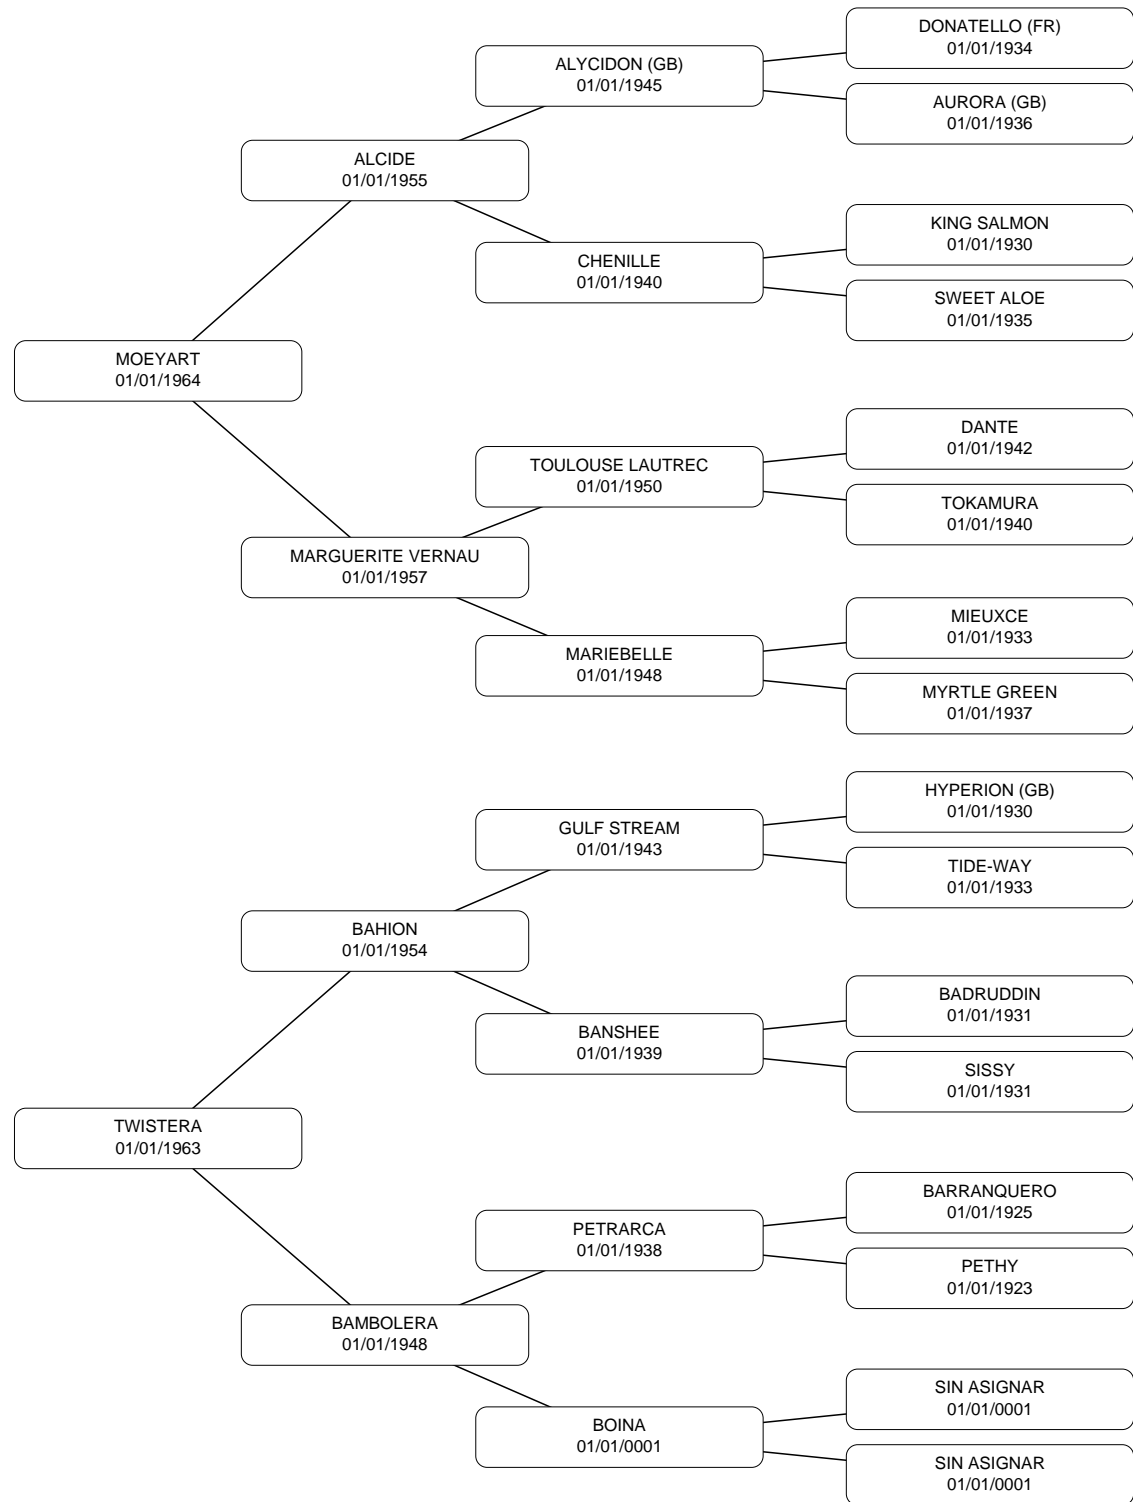 DONATELLO (FR)
01/01/1934
ALYCIDON (GB)
01/01/1945
AURORA (GB)
01/01/1936
ALCIDE
01/01/1955
KING SALMON
01/01/1930
CHENILLE
01/01/1940
SWEET ALOE
01/01/1935
MOEYART
01/01/1964
DANTE
01/01/1942
TOULOUSE LAUTREC
01/01/1950
TOKAMURA
01/01/1940
MARGUERITE VERNAU
01/01/1957
MIEUXCE
01/01/1933
MARIEBELLE
01/01/1948
MYRTLE GREEN
01/01/1937
HYPERION (GB)
01/01/1930
GULF STREAM
01/01/1943
TIDE-WAY
01/01/1933
BAHION
01/01/1954
BADRUDDIN
01/01/1931
BANSHEE
01/01/1939
SISSY
01/01/1931
TWISTERA
01/01/1963
BARRANQUERO
01/01/1925
PETRARCA
01/01/1938
PETHY
01/01/1923
BAMBOLERA
01/01/1948
SIN ASIGNAR
01/01/0001
BOINA
01/01/0001
SIN ASIGNAR
01/01/0001